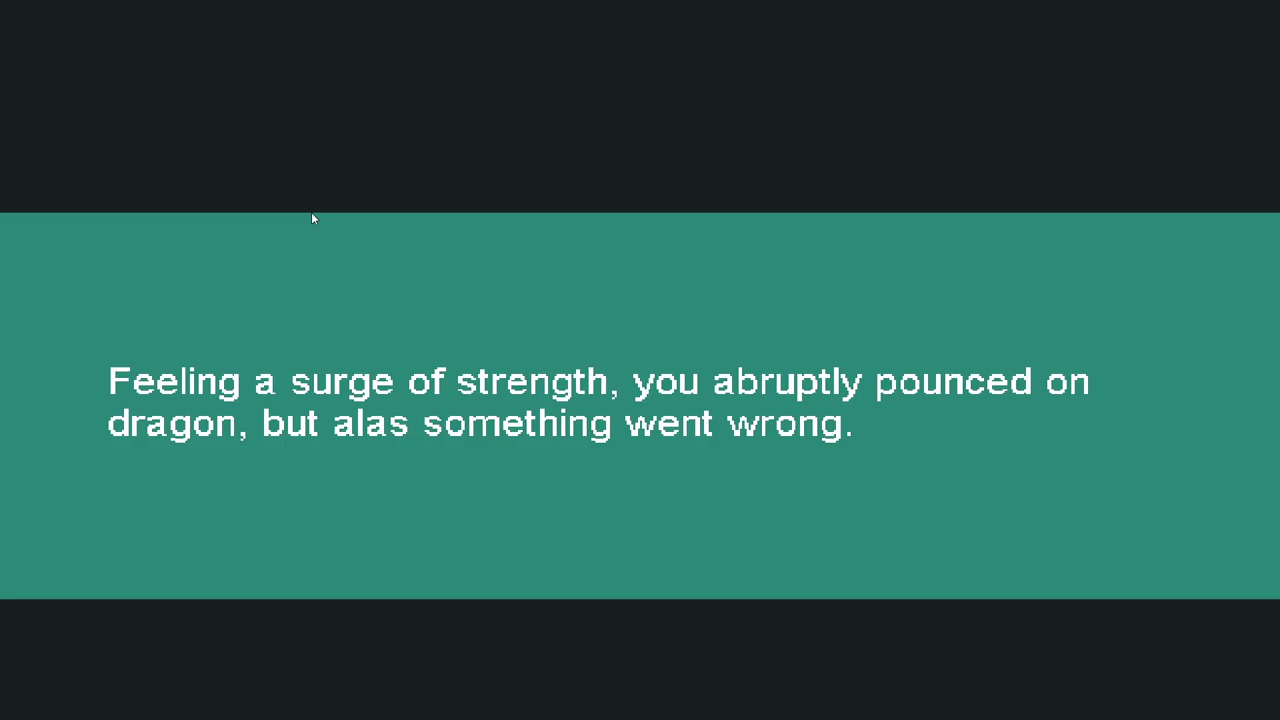 Feeling a surge of strength, you abruptly pounced on
dragon, but alas something went wrong.